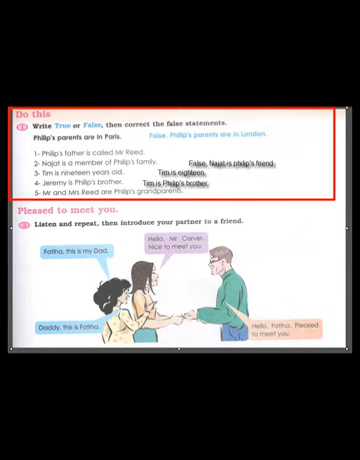 Do this
Write True or False, then correct the false statements.
Philip's parents are in Paris. False. Philip's parents are in London.
1- Philip's father is called Mr Reed.
2- Najat is a member of Philip's family. False, Najat is philip's friend.
3- Tim is nineteen years old. Tim is eighteen.
4- Jeremy is Philip's brother. Tim is Philip's brother.
5- Mr and Mrs Reed are Philip's grandparents.
Pleased to meet you.
Listen and repeat, then introduce your partner to a friend.
Hello, Mr Carver.
Nice to meet you.
Fatiha, this is my Dad.
Daddy, this is Fatiha.
Hello, Fatiha. Pleased
to meet you.